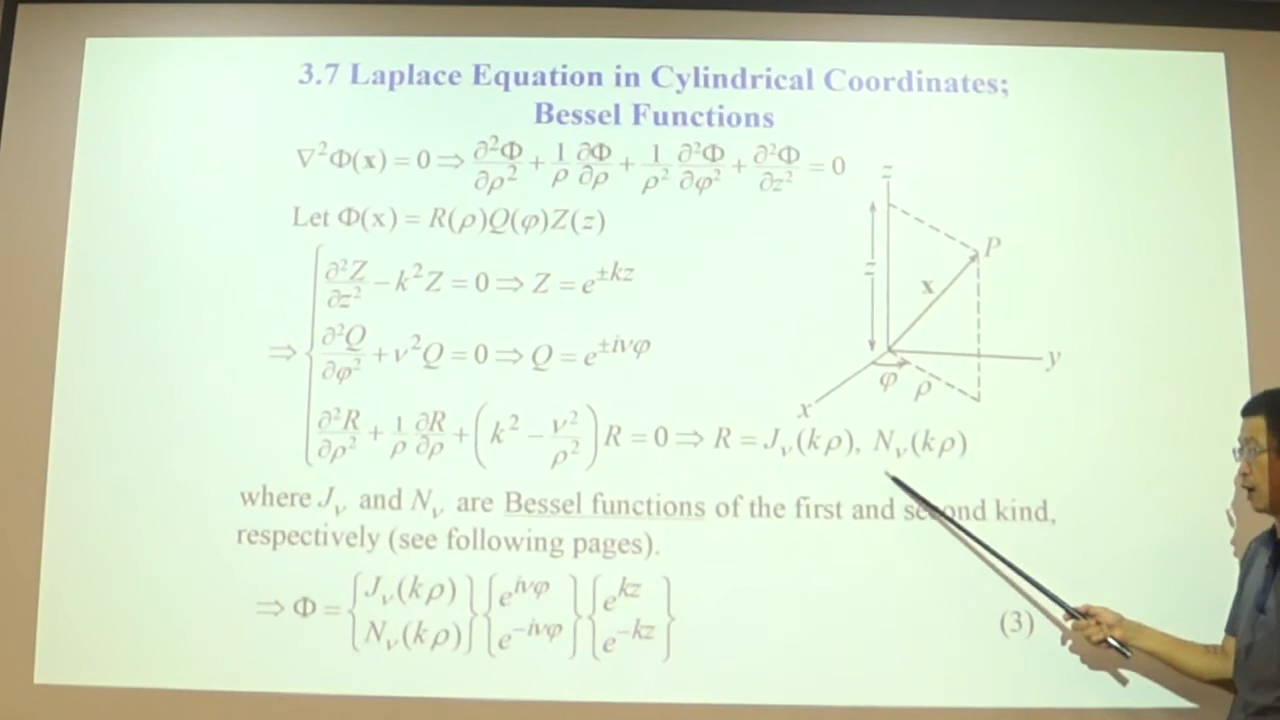 3.7 Laplace Equation in Cylindrical Coordinates;
Bessel Functions
∇²Φ(x) = 0 ⇒ ∂²Φ/∂ρ² + 1/ρ ∂Φ/∂ρ + 1/ρ² ∂²Φ/∂φ² + ∂²Φ/∂z² = 0
Let Φ(x) = R(ρ)Q(φ)Z(z)
∂²Z/∂z² − k²Z = 0 ⇒ Z = e^{±kz}
⇒ { ∂²Q/∂φ² + ν²Q = 0 ⇒ Q = e^{±iνφ}
∂²R/∂ρ² + 1/ρ ∂R/∂ρ + (k² − ν²/ρ²)R = 0 ⇒ R = J_ν(kρ), N_ν(kρ)
z
P
z
x
y
φ
ρ
x
where J_ν and N_ν are Bessel functions of the first and second kind,
respectively (see following pages).
⇒ Φ = {J_ν(kρ) N_ν(kρ)} {e^{iνφ} e^{−iνφ}} {e^{kz} e^{−kz}} (3)